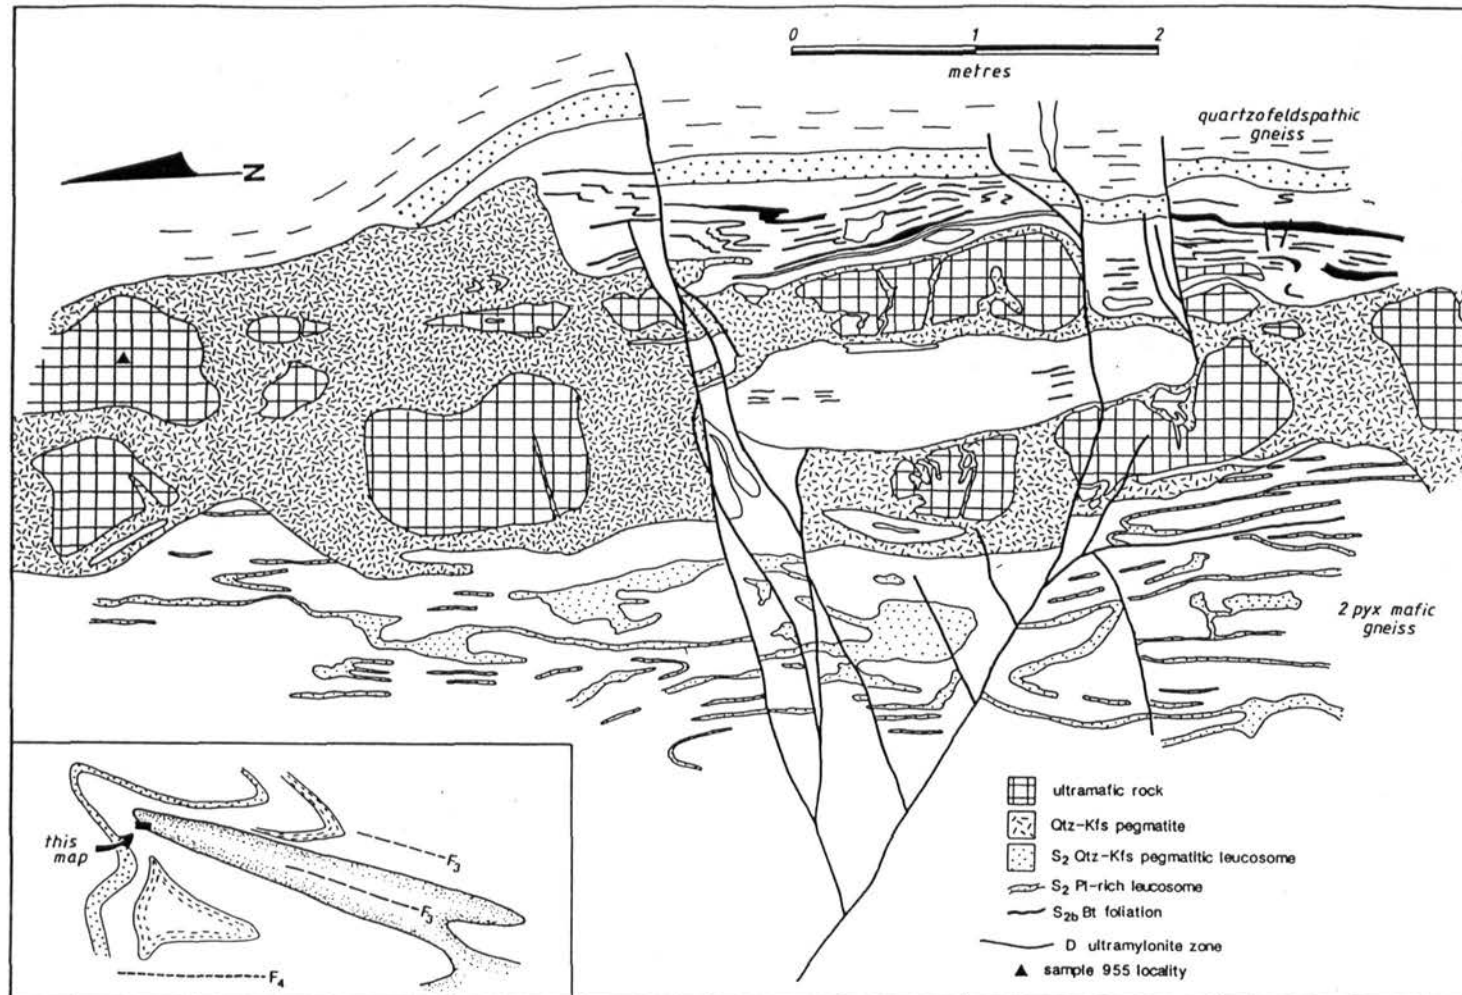 0 1 2
metres
quartzofeldspathic
gneiss
N
2 pyx mafic
gneiss
this
map
F3
F3
F4
ultramafic rock
Qtz-Kfs pegmatite
S2 Qtz-Kfs pegmatitic leucosome
S2 Pl-rich leucosome
S2b Bt foliation
D ultramylonite zone
sample 955 locality